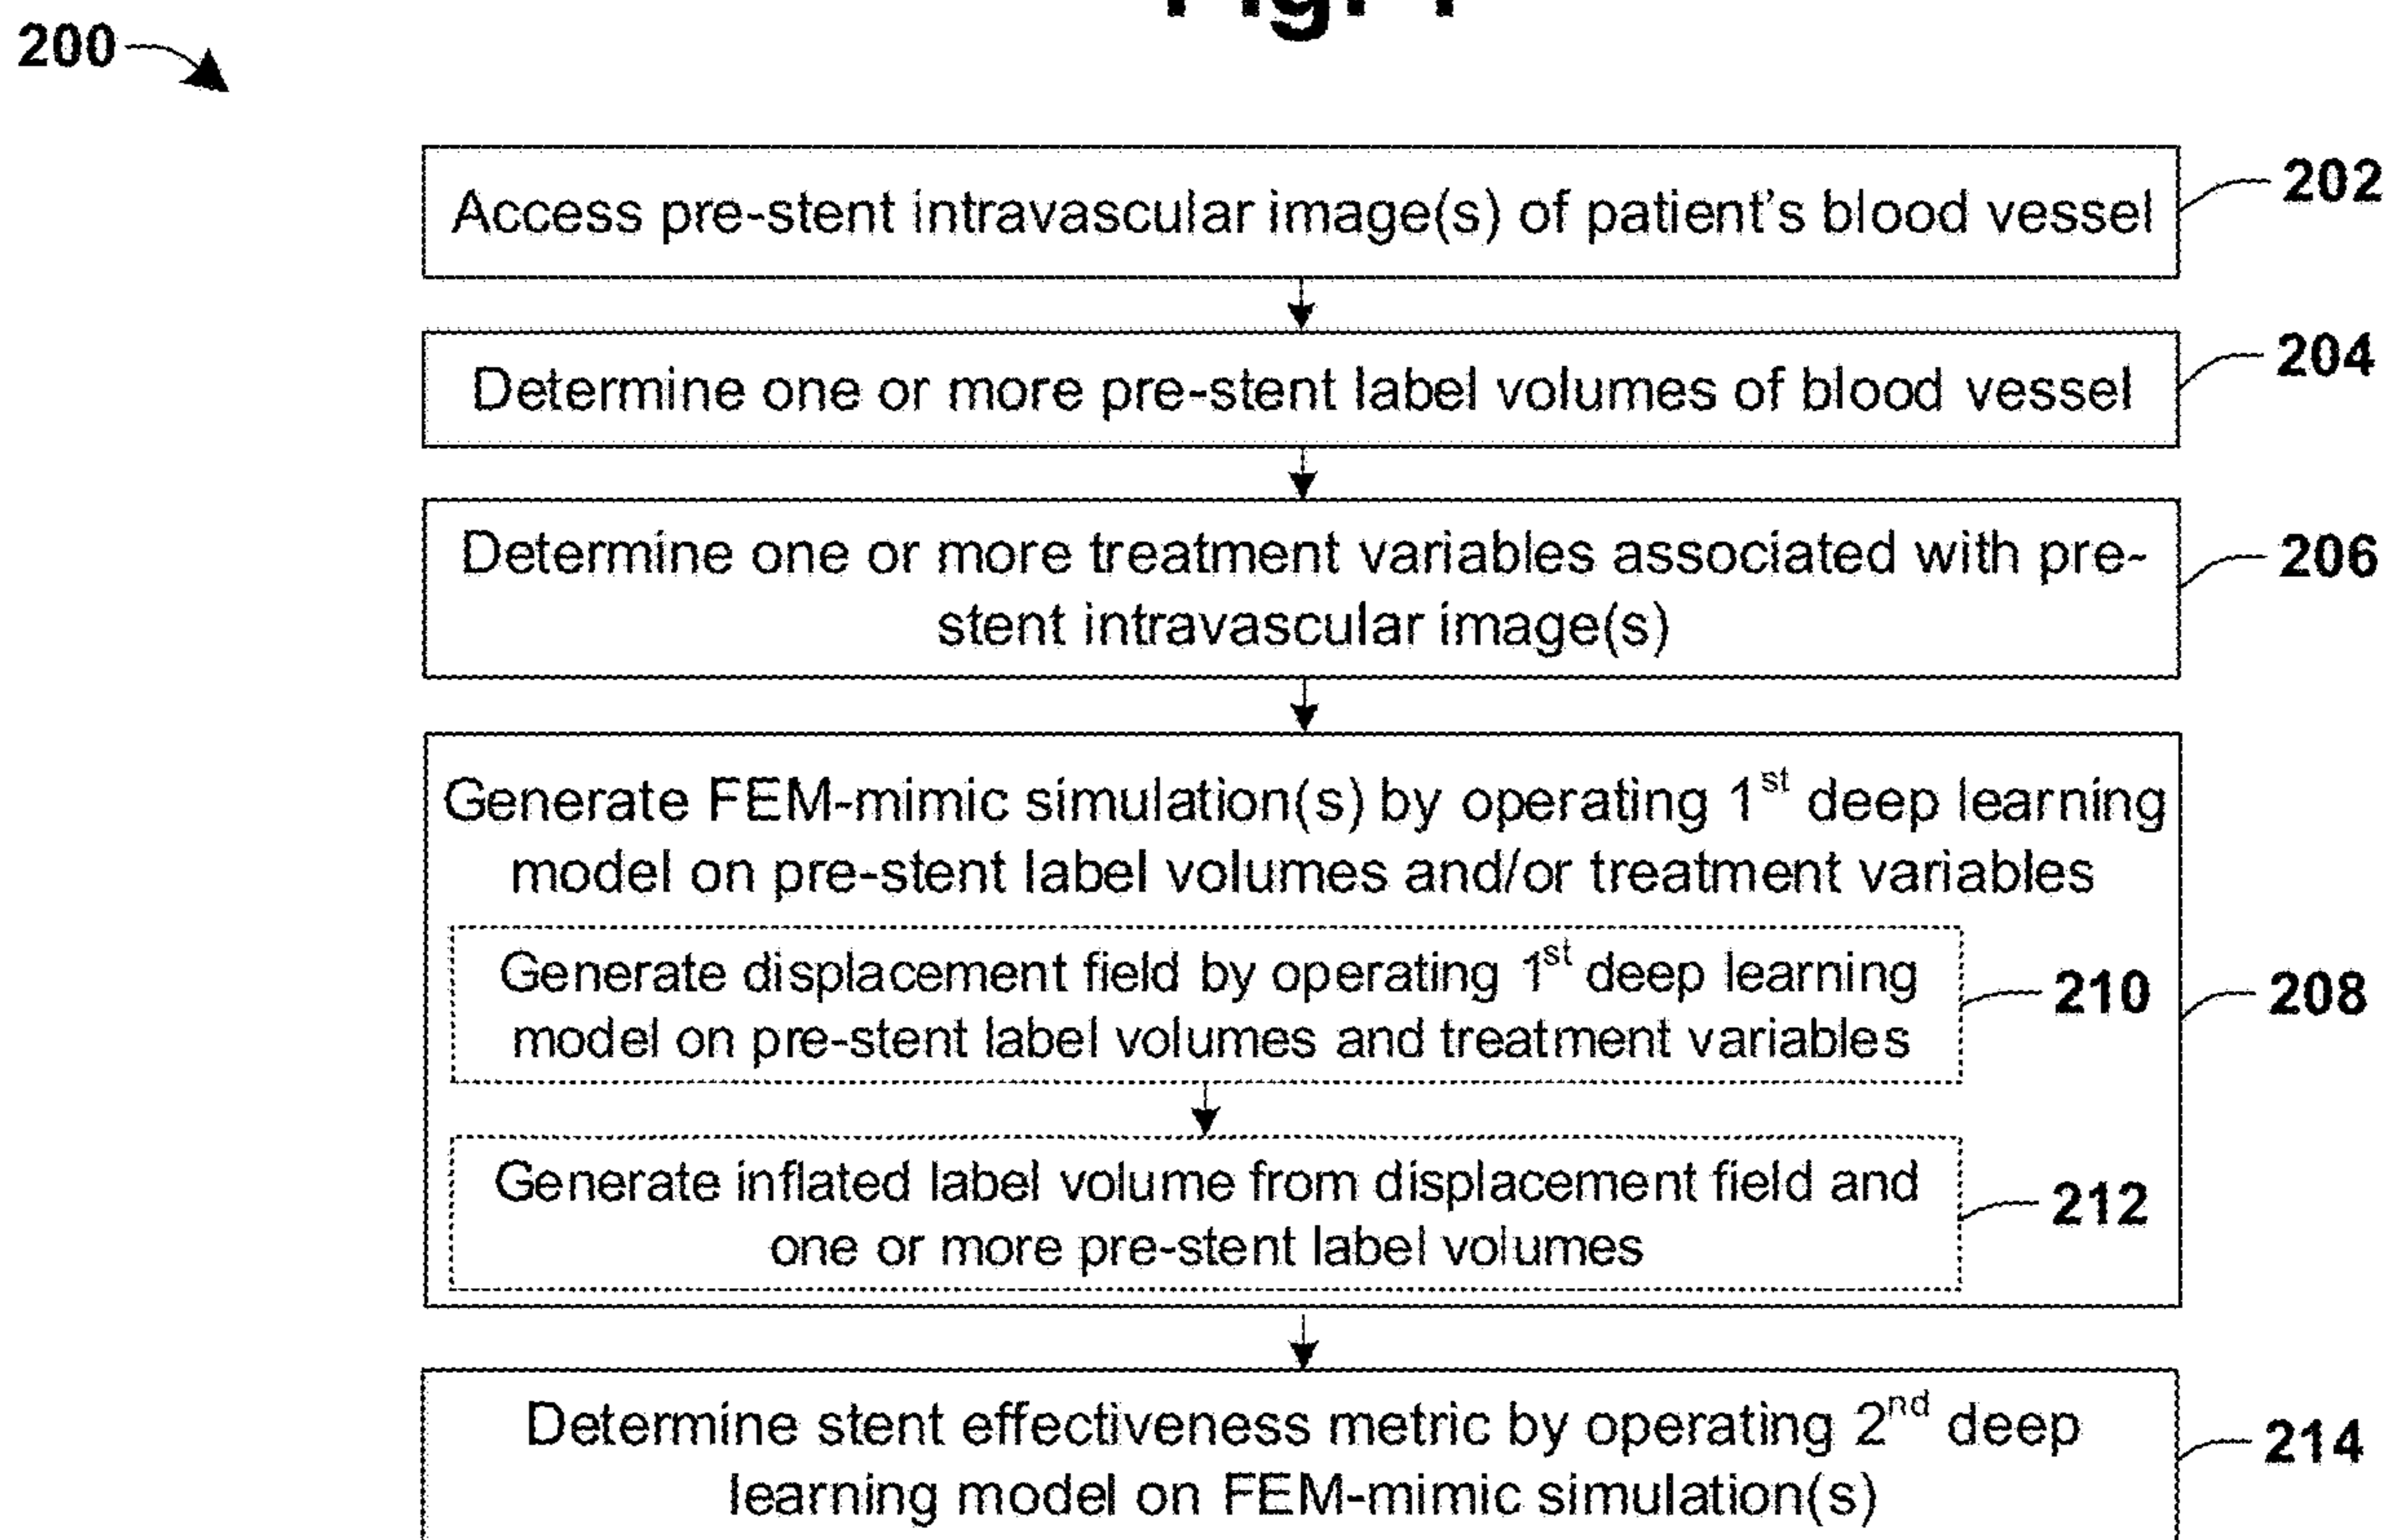 200
Access pre-stent intravascular image(s) of patient's blood vessel
202
Determine one or more pre-stent label volumes of blood vessel
204
Determine one or more treatment variables associated with pre-
stent intravascular image(s)
206
Generate FEM-mimic simulation(s) by operating 1st deep learning
model on pre-stent label volumes and/or treatment variables
Generate displacement field by operating 1st deep learning
model on pre-stent label volumes and treatment variables
210
208
Generate inflated label volume from displacement field and
one or more pre-stent label volumes
212
Determine stent effectiveness metric by operating 2nd deep
learning model on FEM-mimic simulation(s)
214